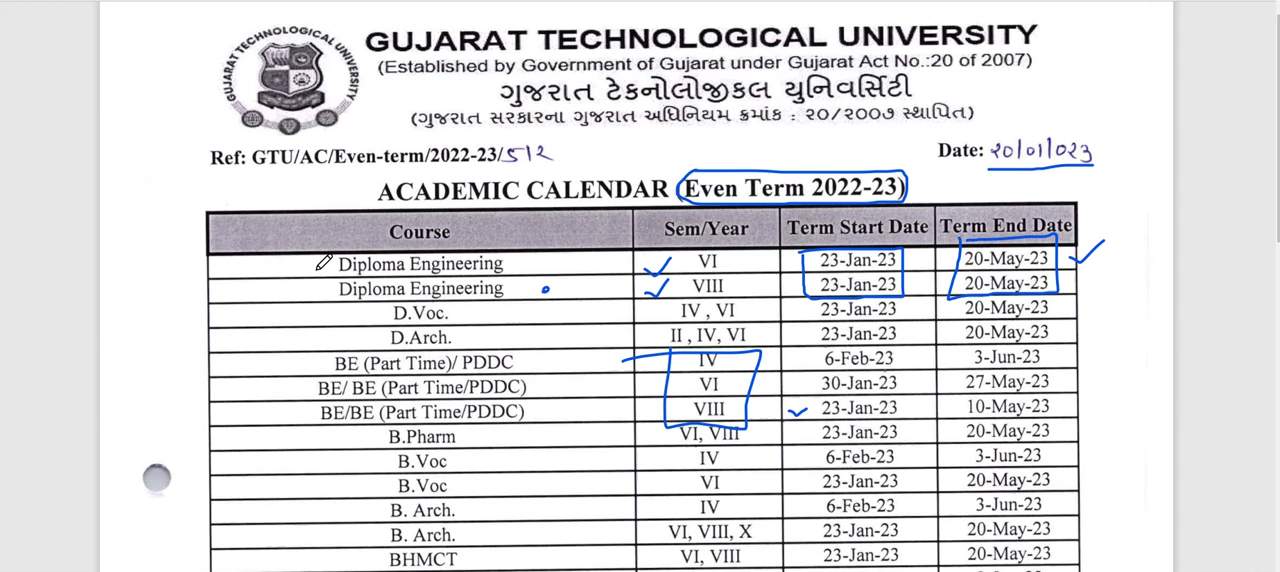 GUJARAT TECHNOLOGICAL UNIVERSITY
GUJARAT TECHNOLOGICAL UNIVERSITY
(Established by Government of Gujarat under Gujarat Act No.:20 of 2007)
ગુજરાત ટેકનોલોજીકલ યુનિવર્સિટી
(ગુજરાત સરકારના ગુજરાત અધિનિયમ ક્રમાંક : ૨૦/૨૦૦૭ સ્થાપિત)
Ref: GTU/AC/Even-term/2022-23/512 Date: ૨૦/૦૧/૦૨૩
ACADEMIC CALENDAR (Even Term 2022-23)
Course Sem/Year Term Start Date Term End Date
Diploma Engineering VI 23-Jan-23 20-May-23
Diploma Engineering VIII 23-Jan-23 20-May-23
D.Voc. IV , VI 23-Jan-23 20-May-23
D.Arch. II , IV, VI 23-Jan-23 20-May-23
BE (Part Time)/ PDDC IV 6-Feb-23 3-Jun-23
BE/ BE (Part Time/PDDC) VI 30-Jan-23 27-May-23
BE/BE (Part Time/PDDC) VIII 23-Jan-23 10-May-23
B.Pharm VI, VIII 23-Jan-23 20-May-23
B.Voc IV 6-Feb-23 3-Jun-23
B.Voc VI 23-Jan-23 20-May-23
B. Arch. IV 6-Feb-23 3-Jun-23
B. Arch. VI, VIII, X 23-Jan-23 20-May-23
BHMCT VI, VIII 23-Jan-23 20-May-23